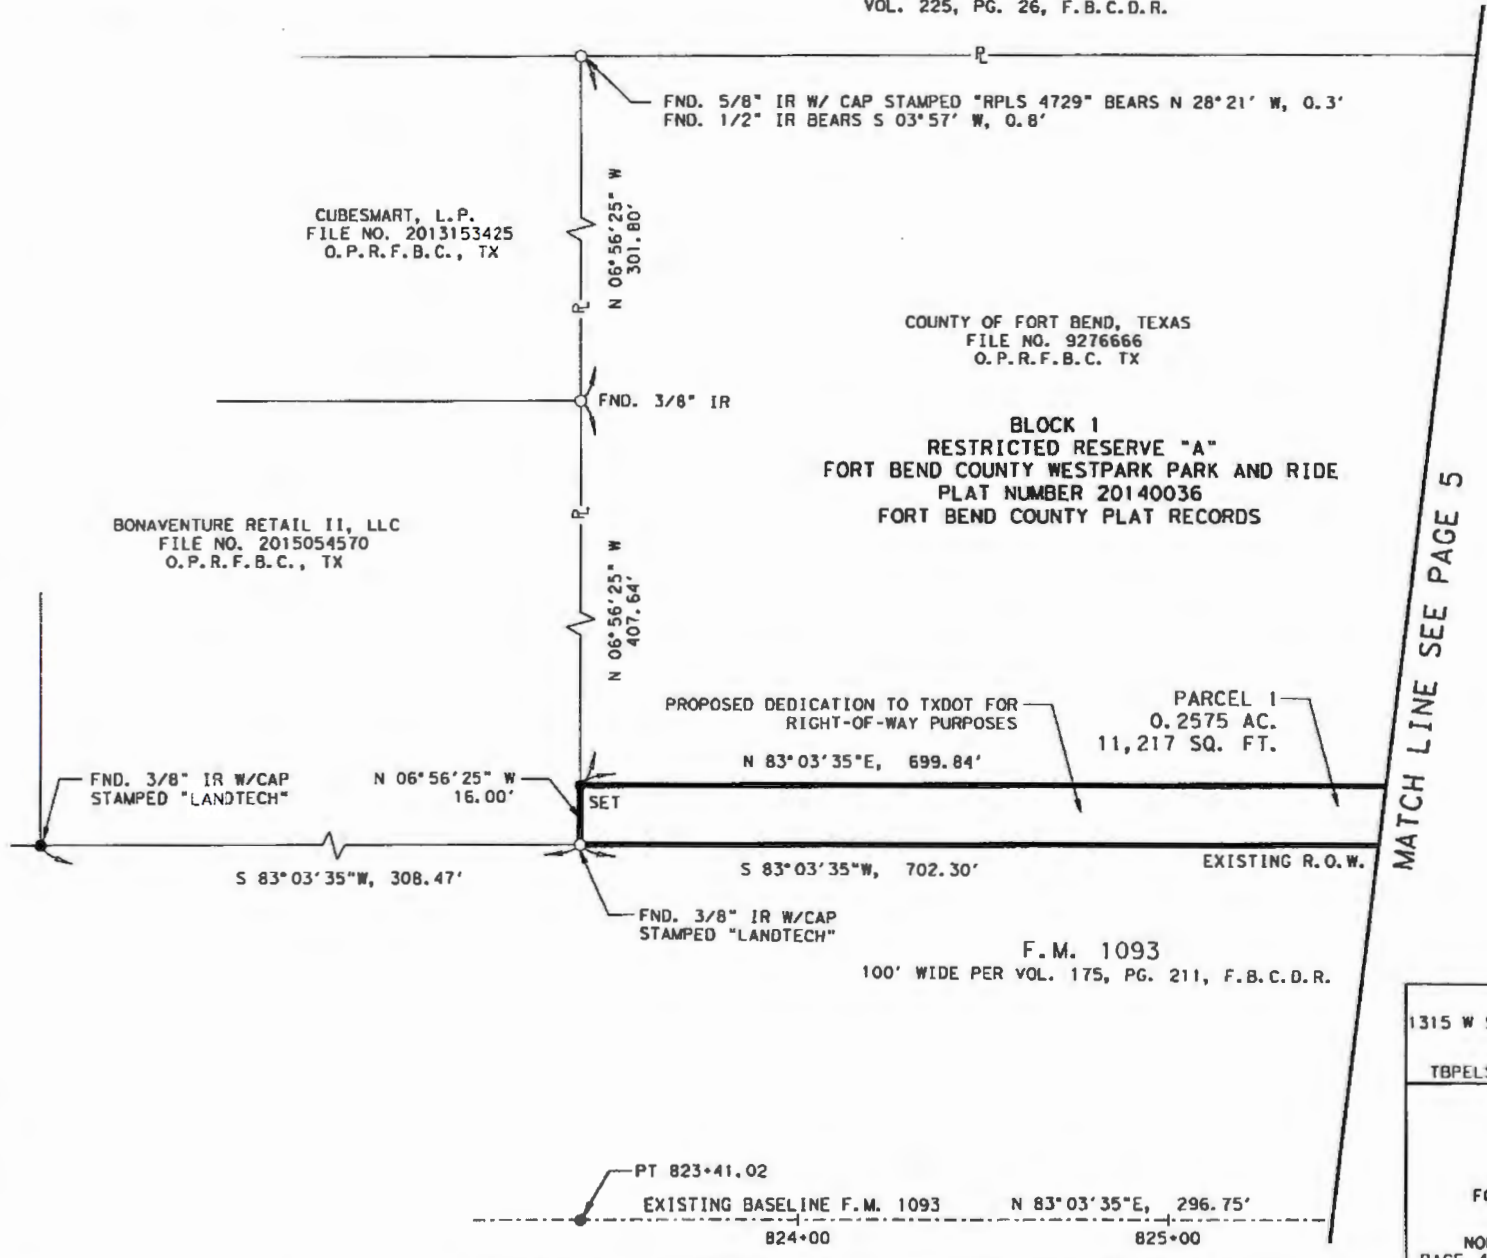 VOL. 225, PG. 26, F.B.C.D.R.
PL
FND. 5/8" IR W/ CAP STAMPED "RPLS 4729" BEARS N 28°21' W, 0.3'
FND. 1/2" IR BEARS S 03°57' W, 0.8'
N 06°56'25" W
301.80'
CUBESMART, L.P.
FILE NO. 2013153425
O.P.R.F.B.C., TX
PL
COUNTY OF FORT BEND, TEXAS
FILE NO. 9276666
O.P.R.F.B.C. TX
FND. 3/8" IR
BLOCK 1
RESTRICTED RESERVE "A"
FORT BEND COUNTY WESTPARK PARK AND RIDE
PLAT NUMBER 20140036
FORT BEND COUNTY PLAT RECORDS
PL
BONAVENTURE RETAIL II, LLC
FILE NO. 2015054570
O.P.R.F.B.C., TX
N 06°56'25" W
407.64'
MATCH LINE SEE PAGE 5
PROPOSED DEDICATION TO TXDOT FOR
RIGHT-OF-WAY PURPOSES
PARCEL 1
0.2575 AC.
11,217 SQ. FT.
N 83°03'35"E, 699.84'
FND. 3/8" IR W/CAP
STAMPED "LANDTECH"
N 06°56'25" W
16.00'
SET
S 83°03'35"W, 308.47'
S 83°03'35"W, 702.30'
EXISTING R.O.W.
FND. 3/8" IR W/CAP
STAMPED "LANDTECH"
F.M. 1093
100' WIDE PER VOL. 175, PG. 211, F.B.C.D.R.
1315 W
TBPELS
PT 823+41.02
EXISTING BASELINE F.M. 1093 N 83°03'35"E, 296.75'
824+00
825+00